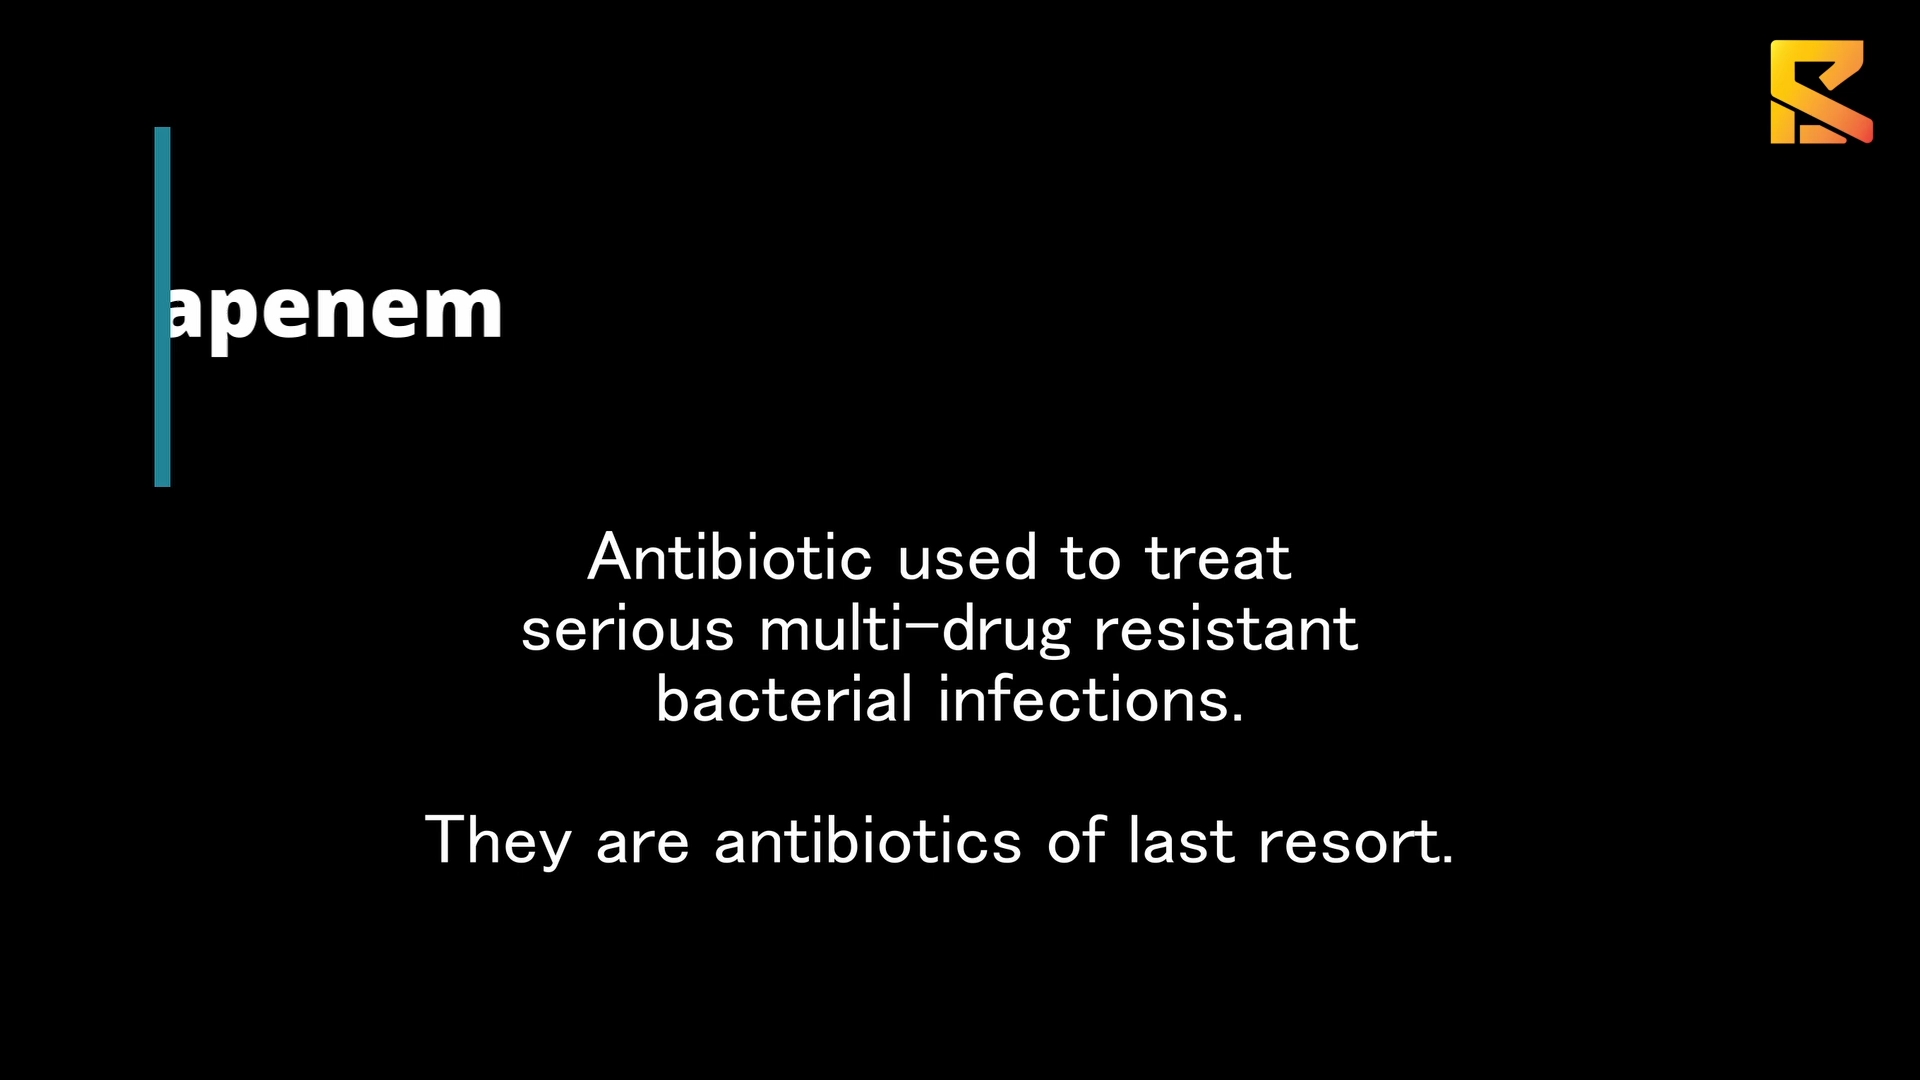 apenem
Antibiotic used to treat
serious multi-drug resistant
bacterial infections.
They are antibiotics of last resort.